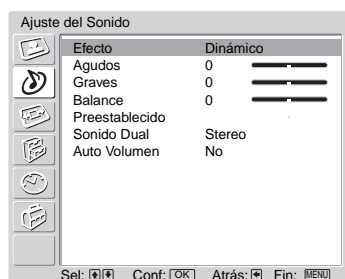 Ajuste del Sonido
Efecto Dinámico
Agudos 0
Graves 0
Balance 0
Preestablecido
Sonido Dual Stereo
Auto Volumen No
Sel: Conf: OK Atrás: Fin: MENU